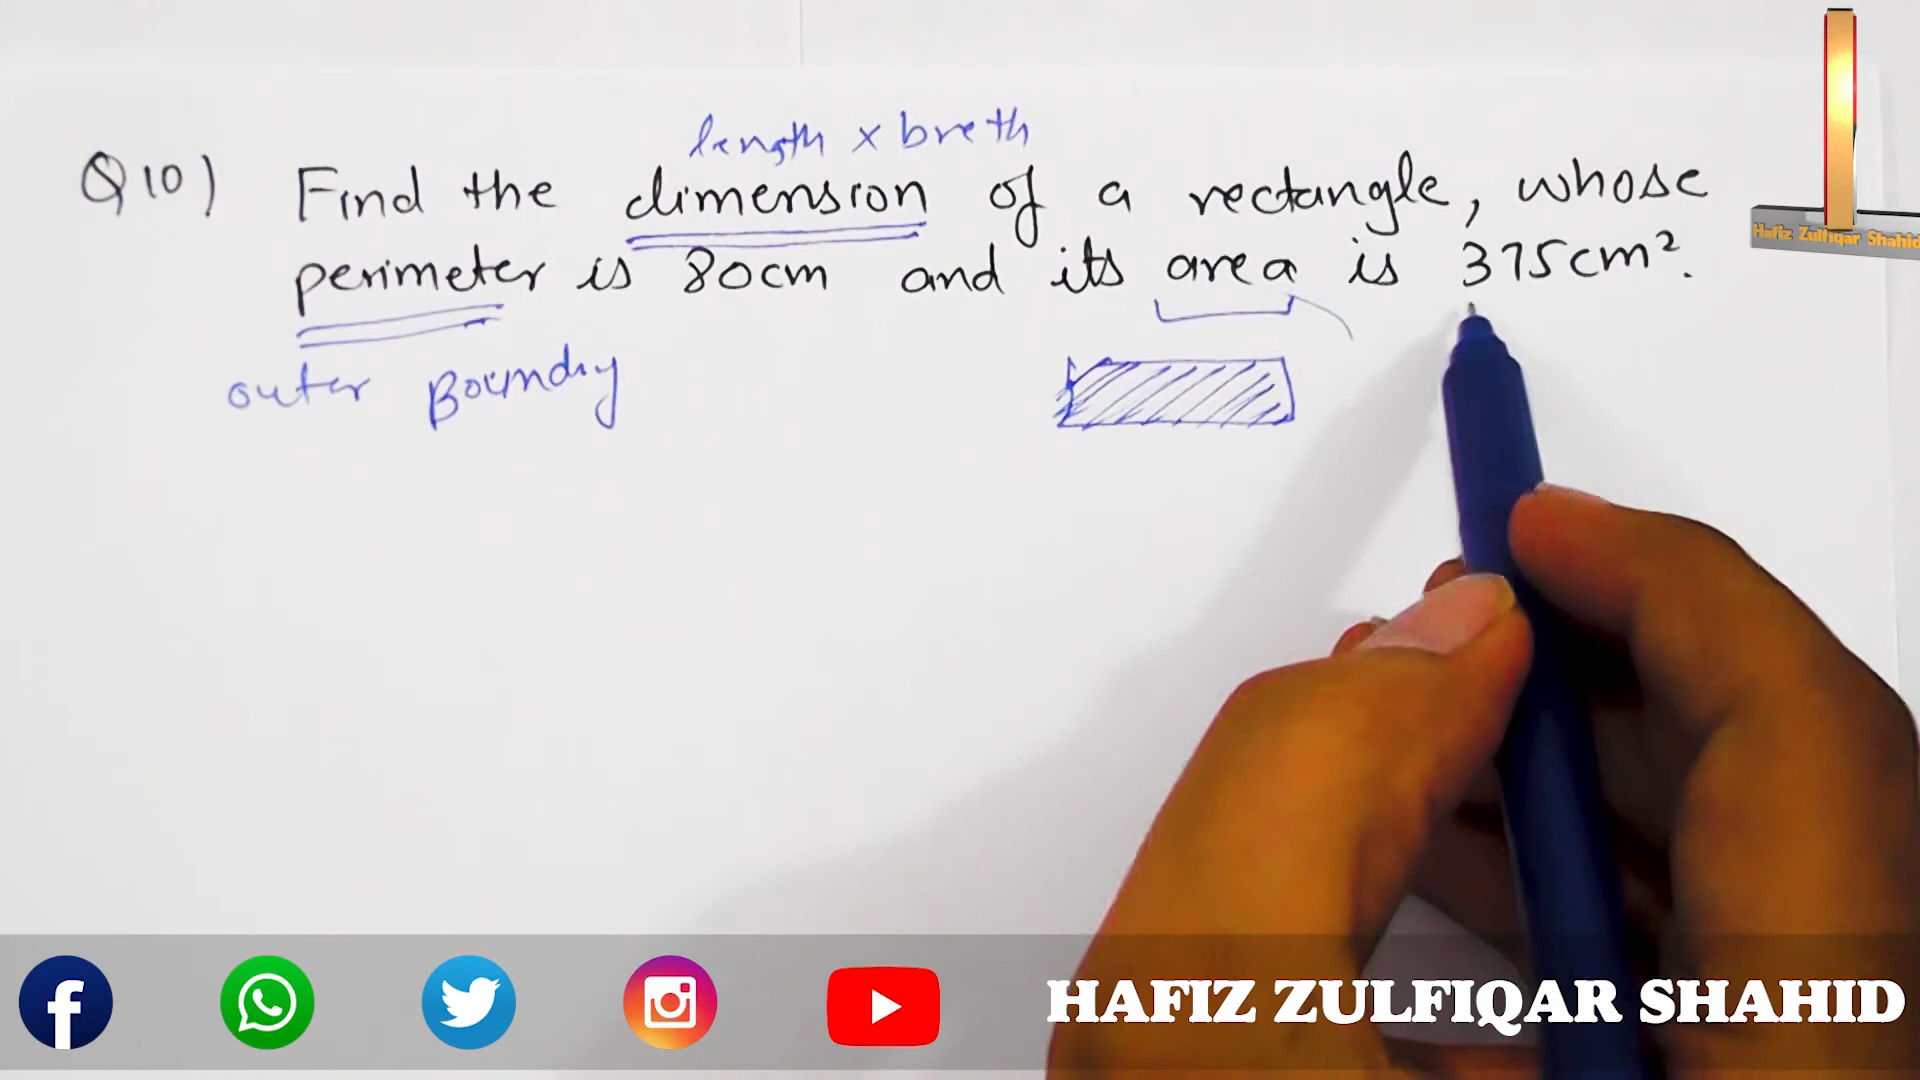 length x breth
Q10) Find the dimension of a rectangle, whose
perimeter is 80cm and its area is 375cm².
outer Boundry
Hafiz Zulfiqar Shahid
HAFIZ ZULFIQAR SHAHID